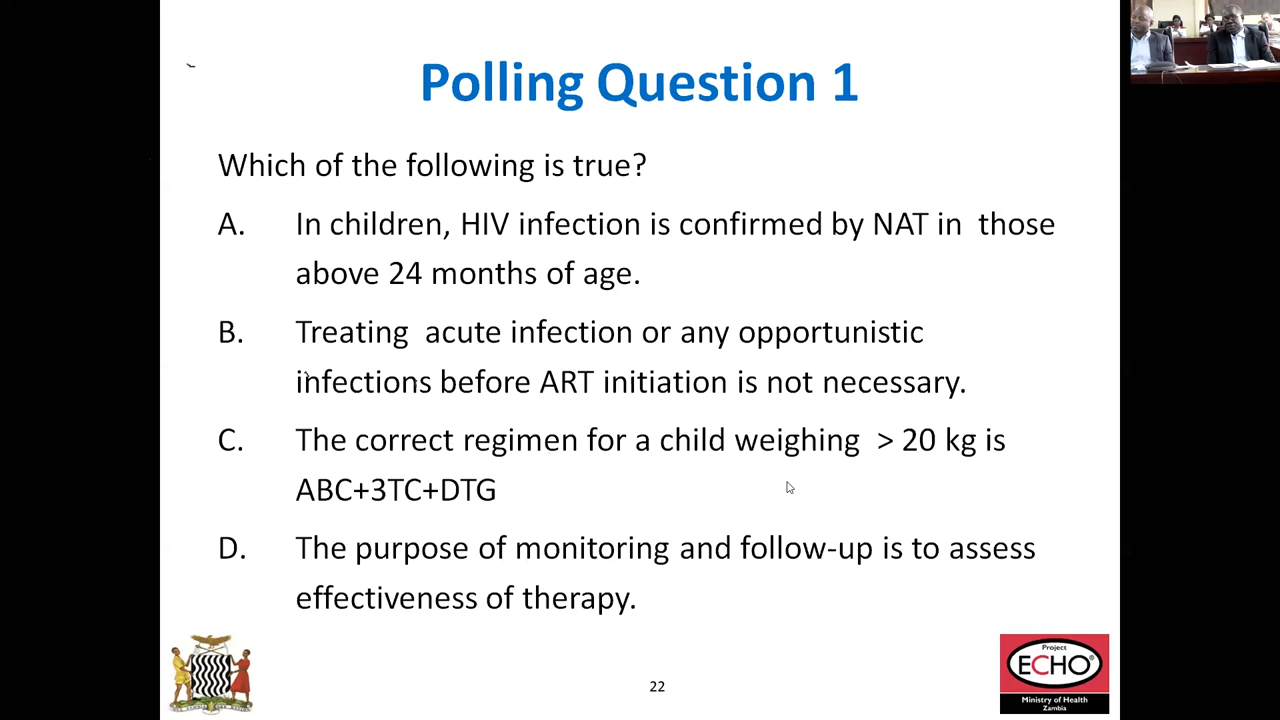 Polling Question 1
Which of the following is true?
A. In children, HIV infection is confirmed by NAT in those
above 24 months of age.
B. Treating acute infection or any opportunistic
infections before ART initiation is not necessary.
C. The correct regimen for a child weighing > 20 kg is
ABC+3TC+DTG
D. The purpose of monitoring and follow-up is to assess
effectiveness of therapy.
22
Project
ECHO®
Ministry of Health
Zambia